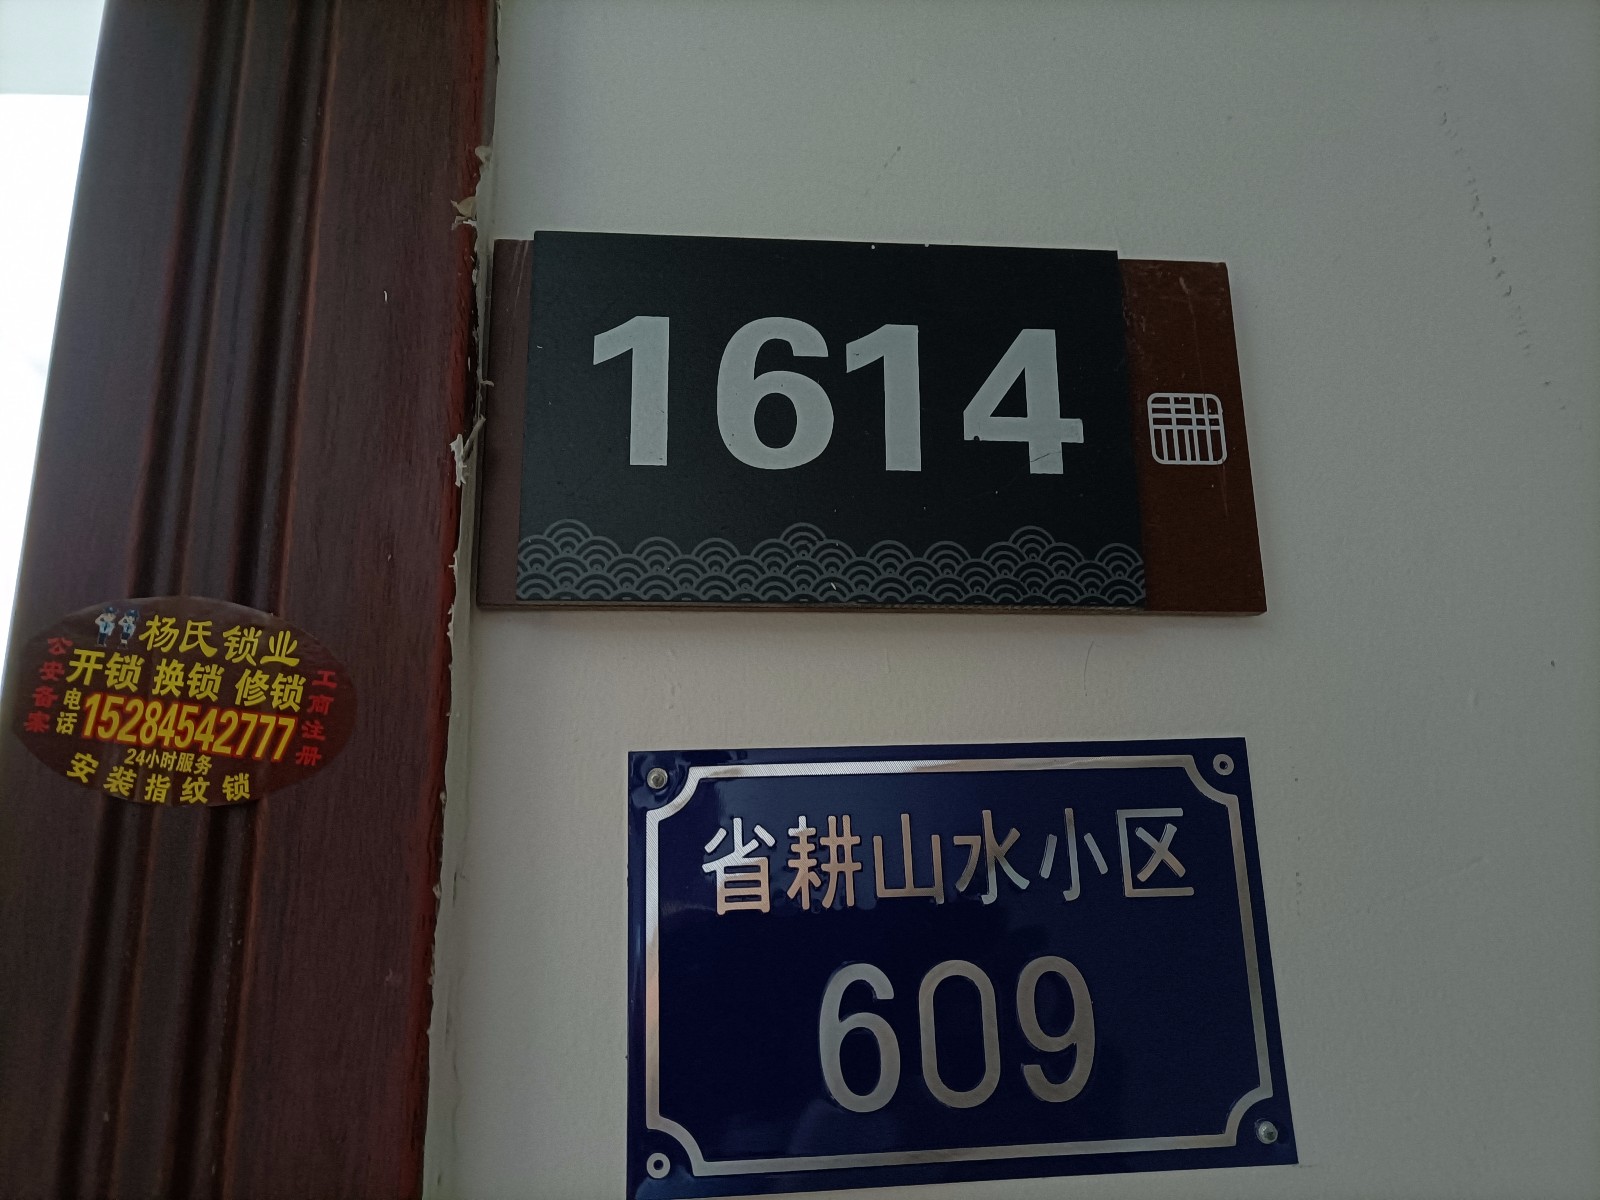 1614
杨氏锁业
开锁 换锁 修锁
公安备案
工商注册
电话
15284542777
24小时服务
安装指纹锁
省耕山水小区
609